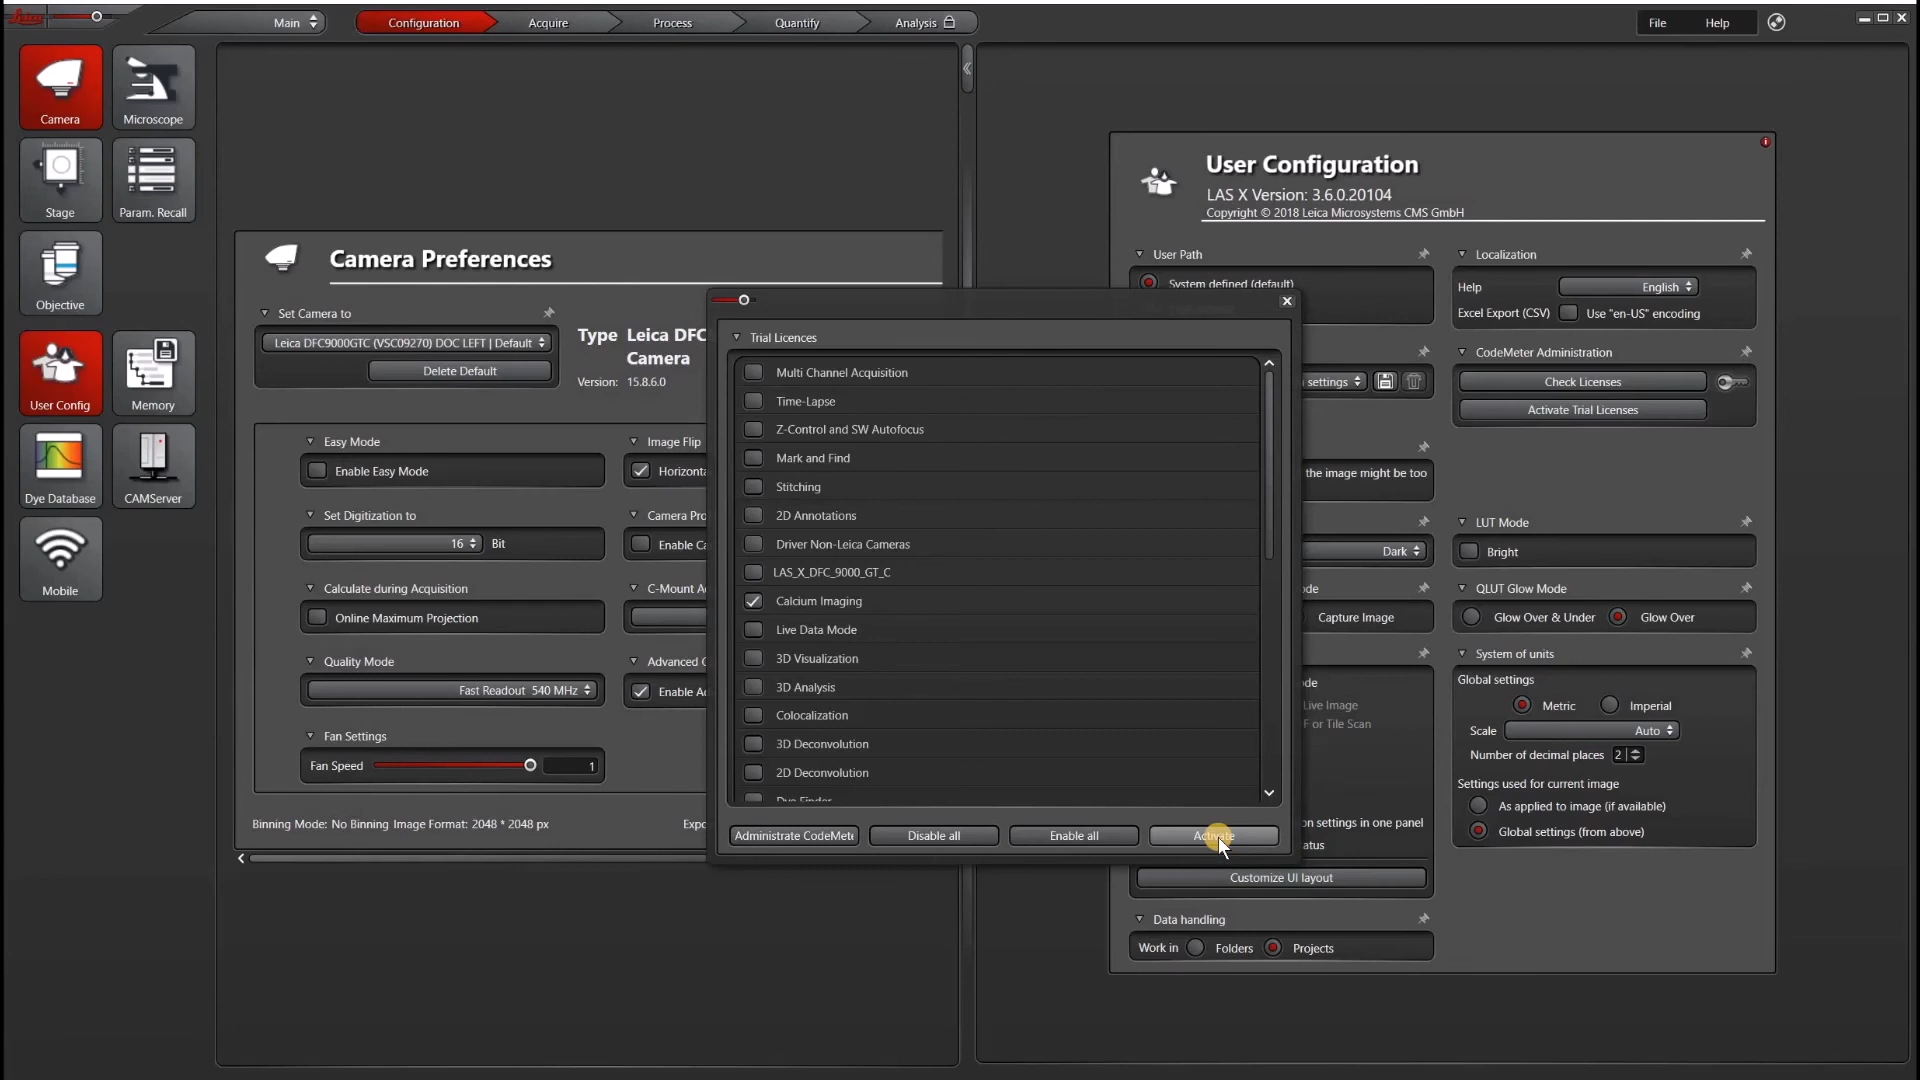 Leica
Main
Configuration
Acquire
Process
Quantify
Analysis
File
Help
Camera
Microscope
Stage
Param. Recall
Objective
User Config
Memory
Dye Database
CAMServer
Mobile
Camera Preferences
Set Camera to
Leica DFC9000GTC (VSC09270) DOC LEFT | Default
Delete Default
Type Leica DFC
Camera
Version: 15.8.6.0
Easy Mode
Enable Easy Mode
Image Flip
Horizonta
Set Digitization to
16 Bit
Camera Pro
Enable Ca
Calculate during Acquisition
Online Maximum Projection
C-Mount Ad
Quality Mode
Fast Readout 540 MHz
Advanced
Enable Ad
Fan Settings
Fan Speed 1
Binning Mode: No Binning Image Format: 2048 * 2048 px
Expo
Trial Licences
Multi Channel Acquisition
Time-Lapse
Z-Control and SW Autofocus
Mark and Find
Stitching
2D Annotations
Driver Non-Leica Cameras
LAS_X_DFC_9000_GT_C
Calcium Imaging
Live Data Mode
3D Visualization
3D Analysis
Colocalization
3D Deconvolution
2D Deconvolution
Dye Finder
Administrate CodeMete
Disable all
Enable all
Activate
User Configuration
LAS X Version: 3.6.0.20104
Copyright © 2018 Leica Microsystems CMS GmbH
User Path
System defined (default)
settings
the image might be too
Dark
ode
Capture Image
de
Live Image
F or Tile Scan
on settings in one panel
atus
Customize UI layout
Data handling
Work in Folders Projects
Localization
Help English
Excel Export (CSV) Use "en-US" encoding
CodeMeter Administration
Check Licenses
Activate Trial Licenses
LUT Mode
Bright
QLUT Glow Mode
Glow Over & Under Glow Over
System of units
Global settings
Metric Imperial
Scale Auto
Number of decimal places 2
Settings used for current image
As applied to image (if available)
Global settings (from above)